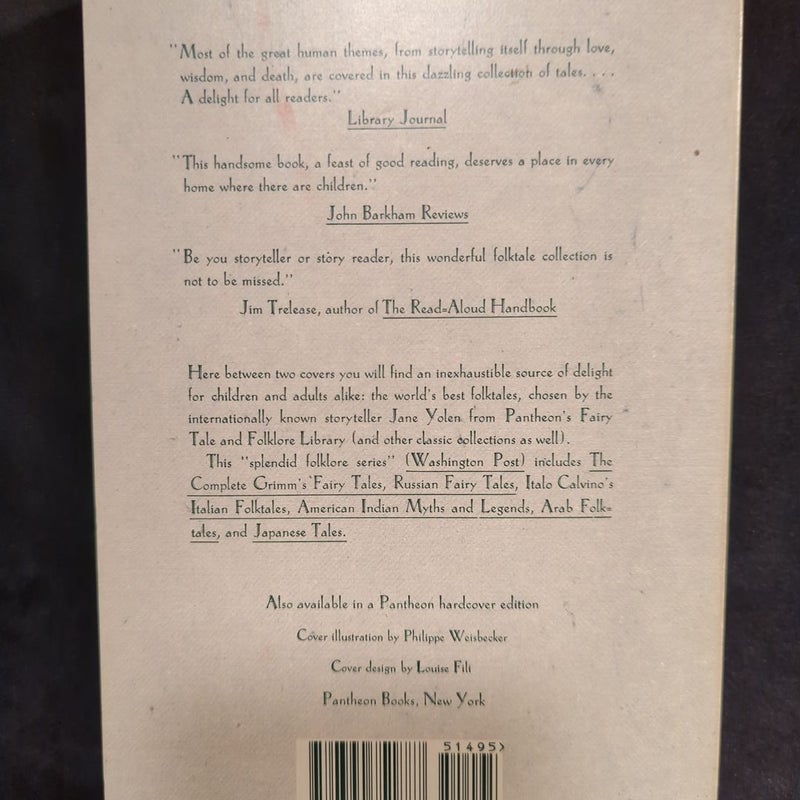 "Most of the great human themes, from storytelling itself through love,
wisdom, and death, are covered in this dazzling collection of tales. . . .
A delight for all readers."
Library Journal
"This handsome book, a feast of good reading, deserves a place in every
home where there are children."
John Barkham Reviews
"Be you storyteller or story reader, this wonderful folktale collection is
not to be missed."
Jim Trelease, author of The Read-Aloud Handbook
Here between two covers you will find an inexhaustible source of delight
for children and adults alike: the world's best folktales, chosen by the
internationally known storyteller Jane Yolen from Pantheon's Fairy
Tale and Folklore Library (and other classic collections as well).
This "splendid folklore series" (Washington Post) includes The
Complete Grimm's Fairy Tales, Russian Fairy Tales, Italo Calvino's
Italian Folktales, American Indian Myths and Legends, Arab Folk-
tales, and Japanese Tales.
Also available in a Pantheon hardcover edition
Cover illustration by Philippe Weisbecker
Cover design by Louise Fili
Pantheon Books, New York
51495>